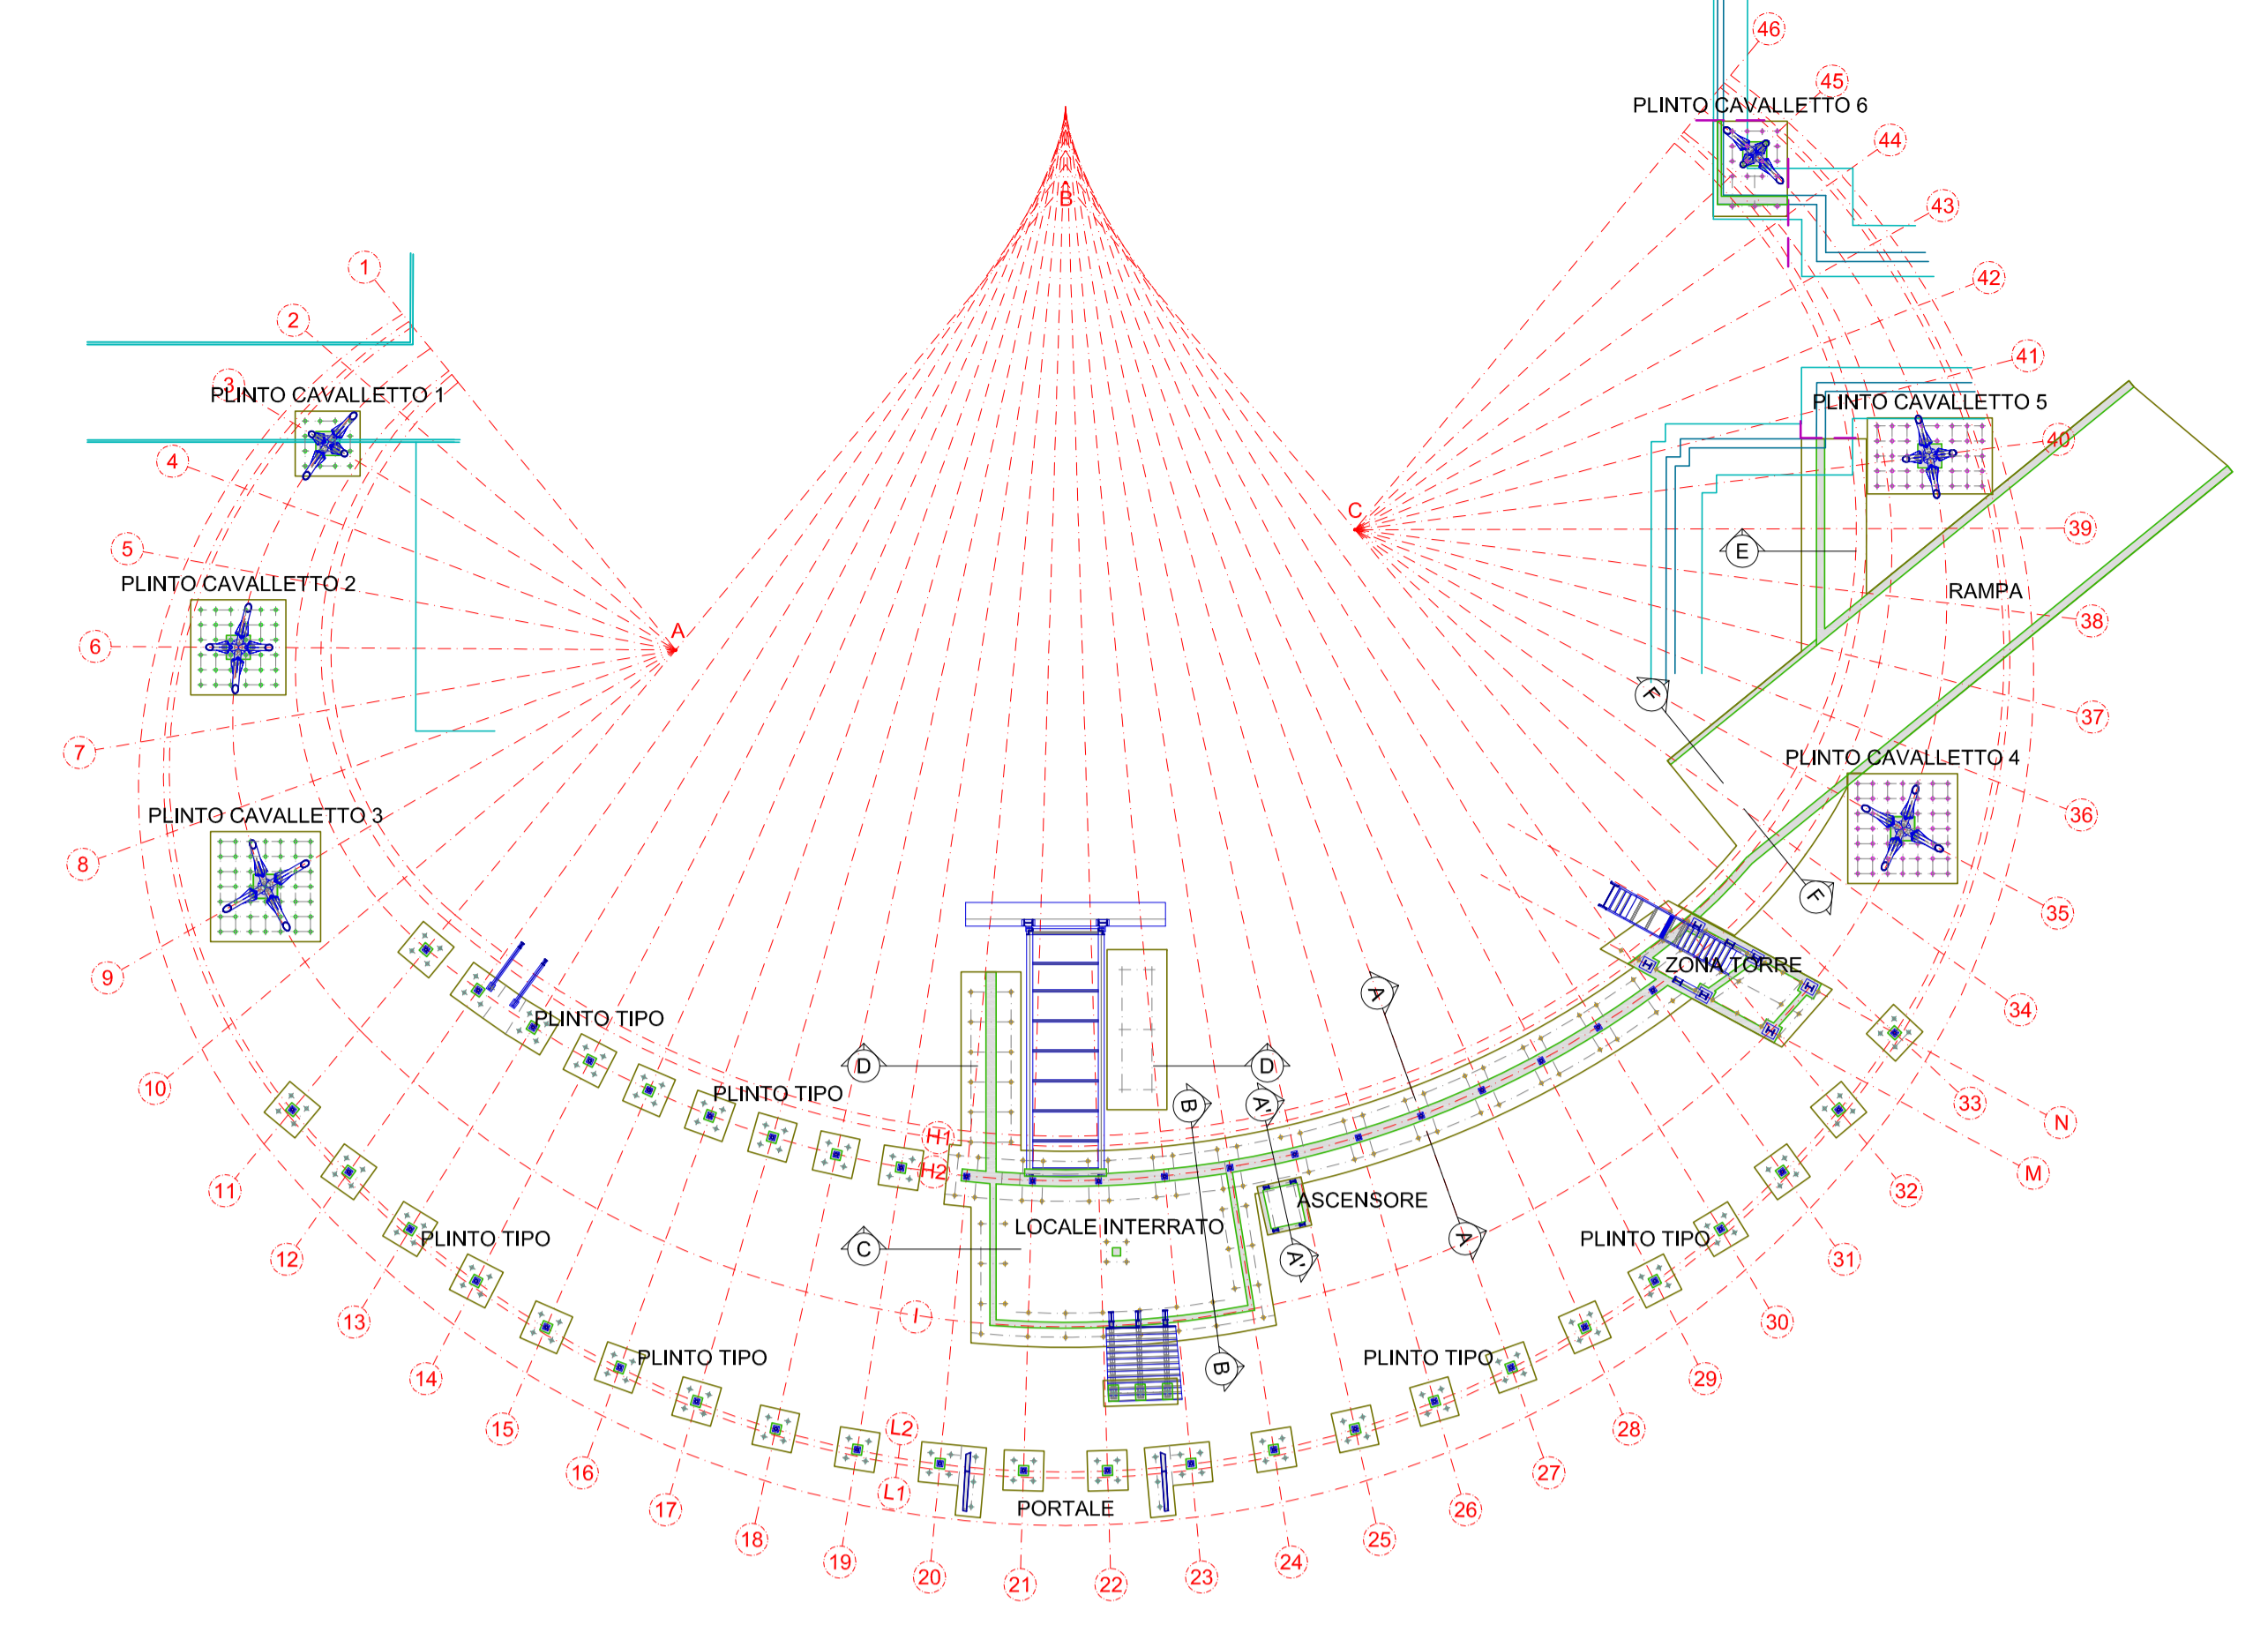 46
45
PLINTO CAVALLETTO 6
44
B
43
1
42
2
41
3
PLINTO CAVALLETTO 1
PLINTO CAVALLETTO 5
40
4
C
39
5
E
PLINTO CAVALLETTO 2
RAMPA
38
A
6
F
37
7
PLINTO CAVALLETTO 4
PLINTO CAVALLETTO 3
36
8
F
35
9
ZONA TORRE
A
34
PLINTO TIPO
D
D
10
PLINTO TIPO
B
A'
33
N
H1
H2
M
11
32
ASCENSORE
LOCALE INTERRATO
PLINTO TIPO
PLINTO TIPO
A
C
12
A'
31
I
13
30
PLINTO TIPO
PLINTO TIPO
B
14
29
15
L2
28
16
27
L1
17
PORTALE
26
18
25
19
24
20
23
21
22